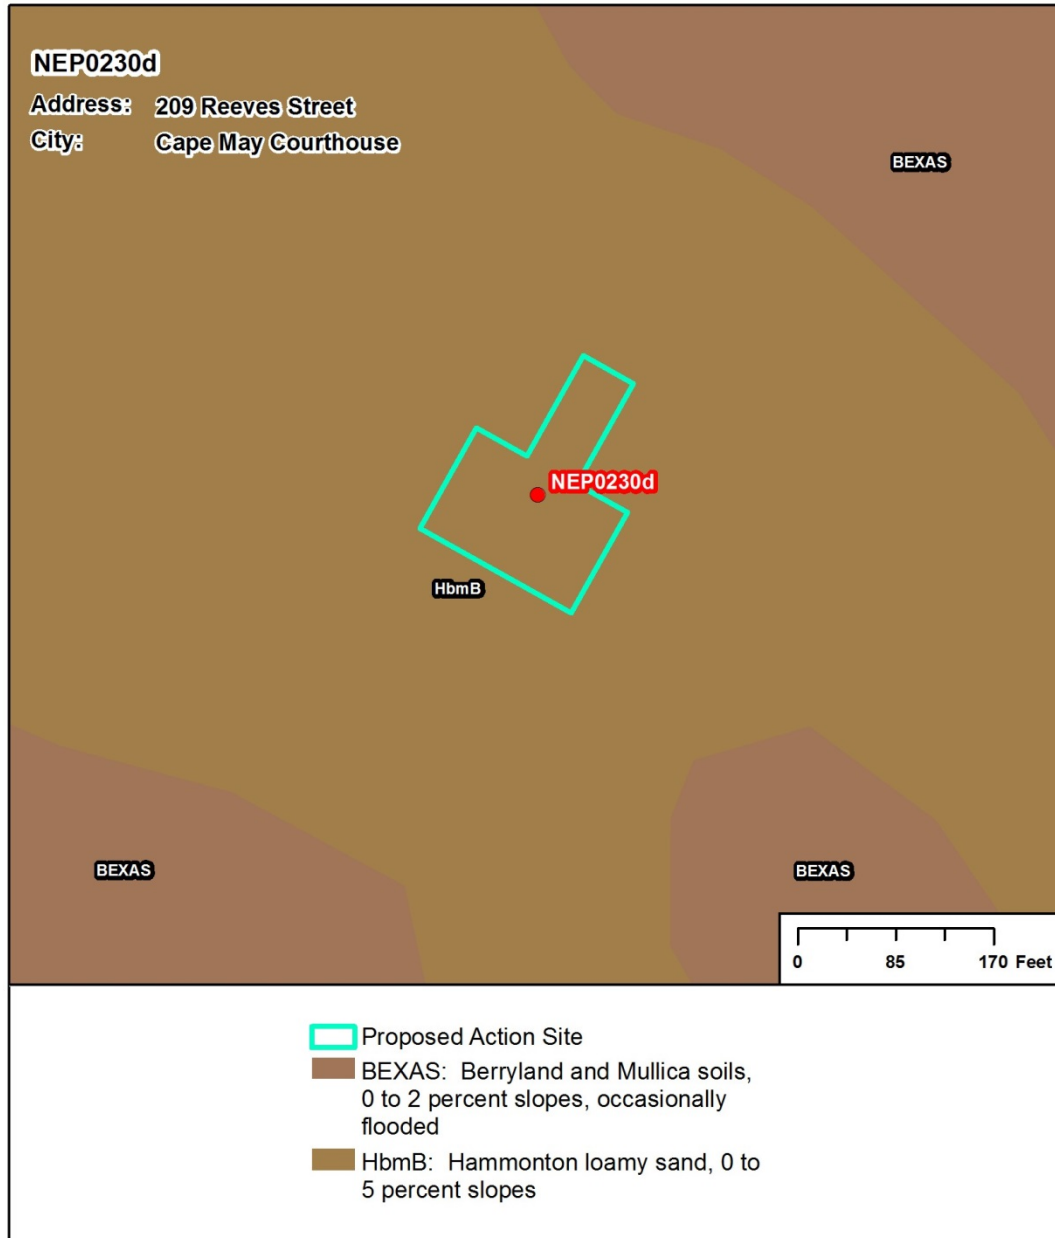 NEP0230d
Address: 209 Reeves Street
City: Cape May Courthouse
BEXAS
NEP0230d
HbmB
BEXAS
BEXAS
0 85 170 Feet
Proposed Action Site
BEXAS: Berryland and Mullica soils,
0 to 2 percent slopes, occasionally
flooded
HbmB: Hammonton loamy sand, 0 to
5 percent slopes